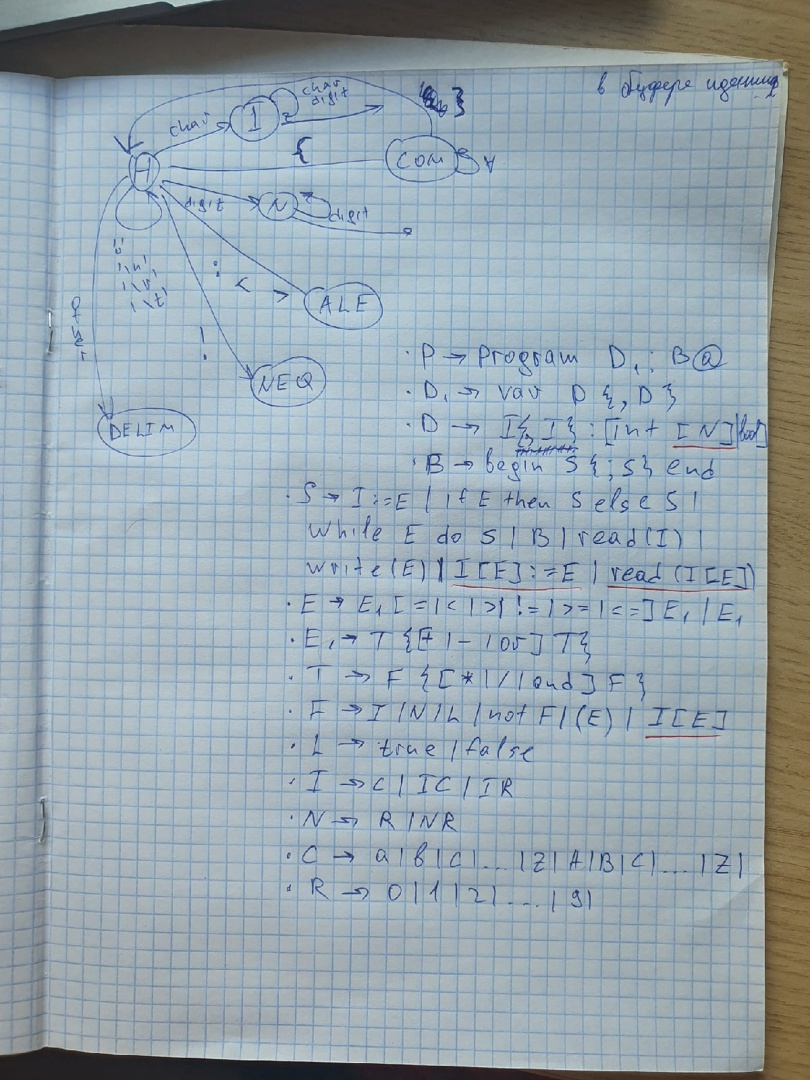 в буфере
char
I
char
digit
}
H
{
COM
∀
digit
N
digit
' '
'\n'
'\r'
'\t'
: < >
ALE
!
NEQ
DELIM
· P → Program D₁; B@
· D₁ → var D {, D}
· D → I{, I} : [int I N] | bool]
· B → begin S {; S} end
· S → I:=E | if E then S else S |
while E do S | B | read(I) |
write(E) | I[E]:=E | read(I[E])
· E → E₁ [=|<|>|!=|>=|<=] E₁ | E₁
· E₁ → T {[+|-|or] T}
· T → F {[*|/|and] F}
· F → I|N|L|not F|(E)| I[E]
· L → true | false
· I → C | IC | IR
· N → R | NR
· C → a|b|c|...|z|A|B|C|...|Z|
· R → 0|1|2|...|9|